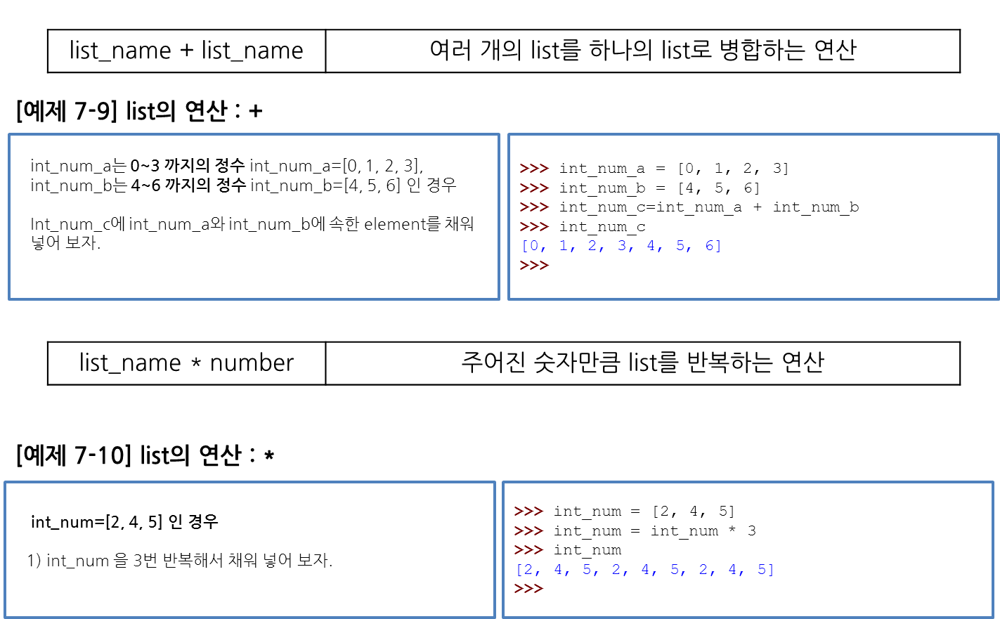 list_name + list_name 여러 개의 list를 하나의 list로 병합하는 연산
[예제 7-9] list의 연산 : +
int_num_a는 0~3 까지의 정수 int_num_a=[0, 1, 2, 3],
int_num_b는 4~6 까지의 정수 int_num_b=[4, 5, 6] 인 경우
Int_num_c에 int_num_a와 int_num_b에 속한 element를 채워
넣어 보자.
>>> int_num_a = [0, 1, 2, 3]
>>> int_num_b = [4, 5, 6]
>>> int_num_c=int_num_a + int_num_b
>>> int_num_c
[0, 1, 2, 3, 4, 5, 6]
>>>
list_name * number 주어진 숫자만큼 list를 반복하는 연산
[예제 7-10] list의 연산 : *
int_num=[2, 4, 5] 인 경우
1) int_num 을 3번 반복해서 채워 넣어 보자.
>>> int_num = [2, 4, 5]
>>> int_num = int_num * 3
>>> int_num
[2, 4, 5, 2, 4, 5, 2, 4, 5]
>>>